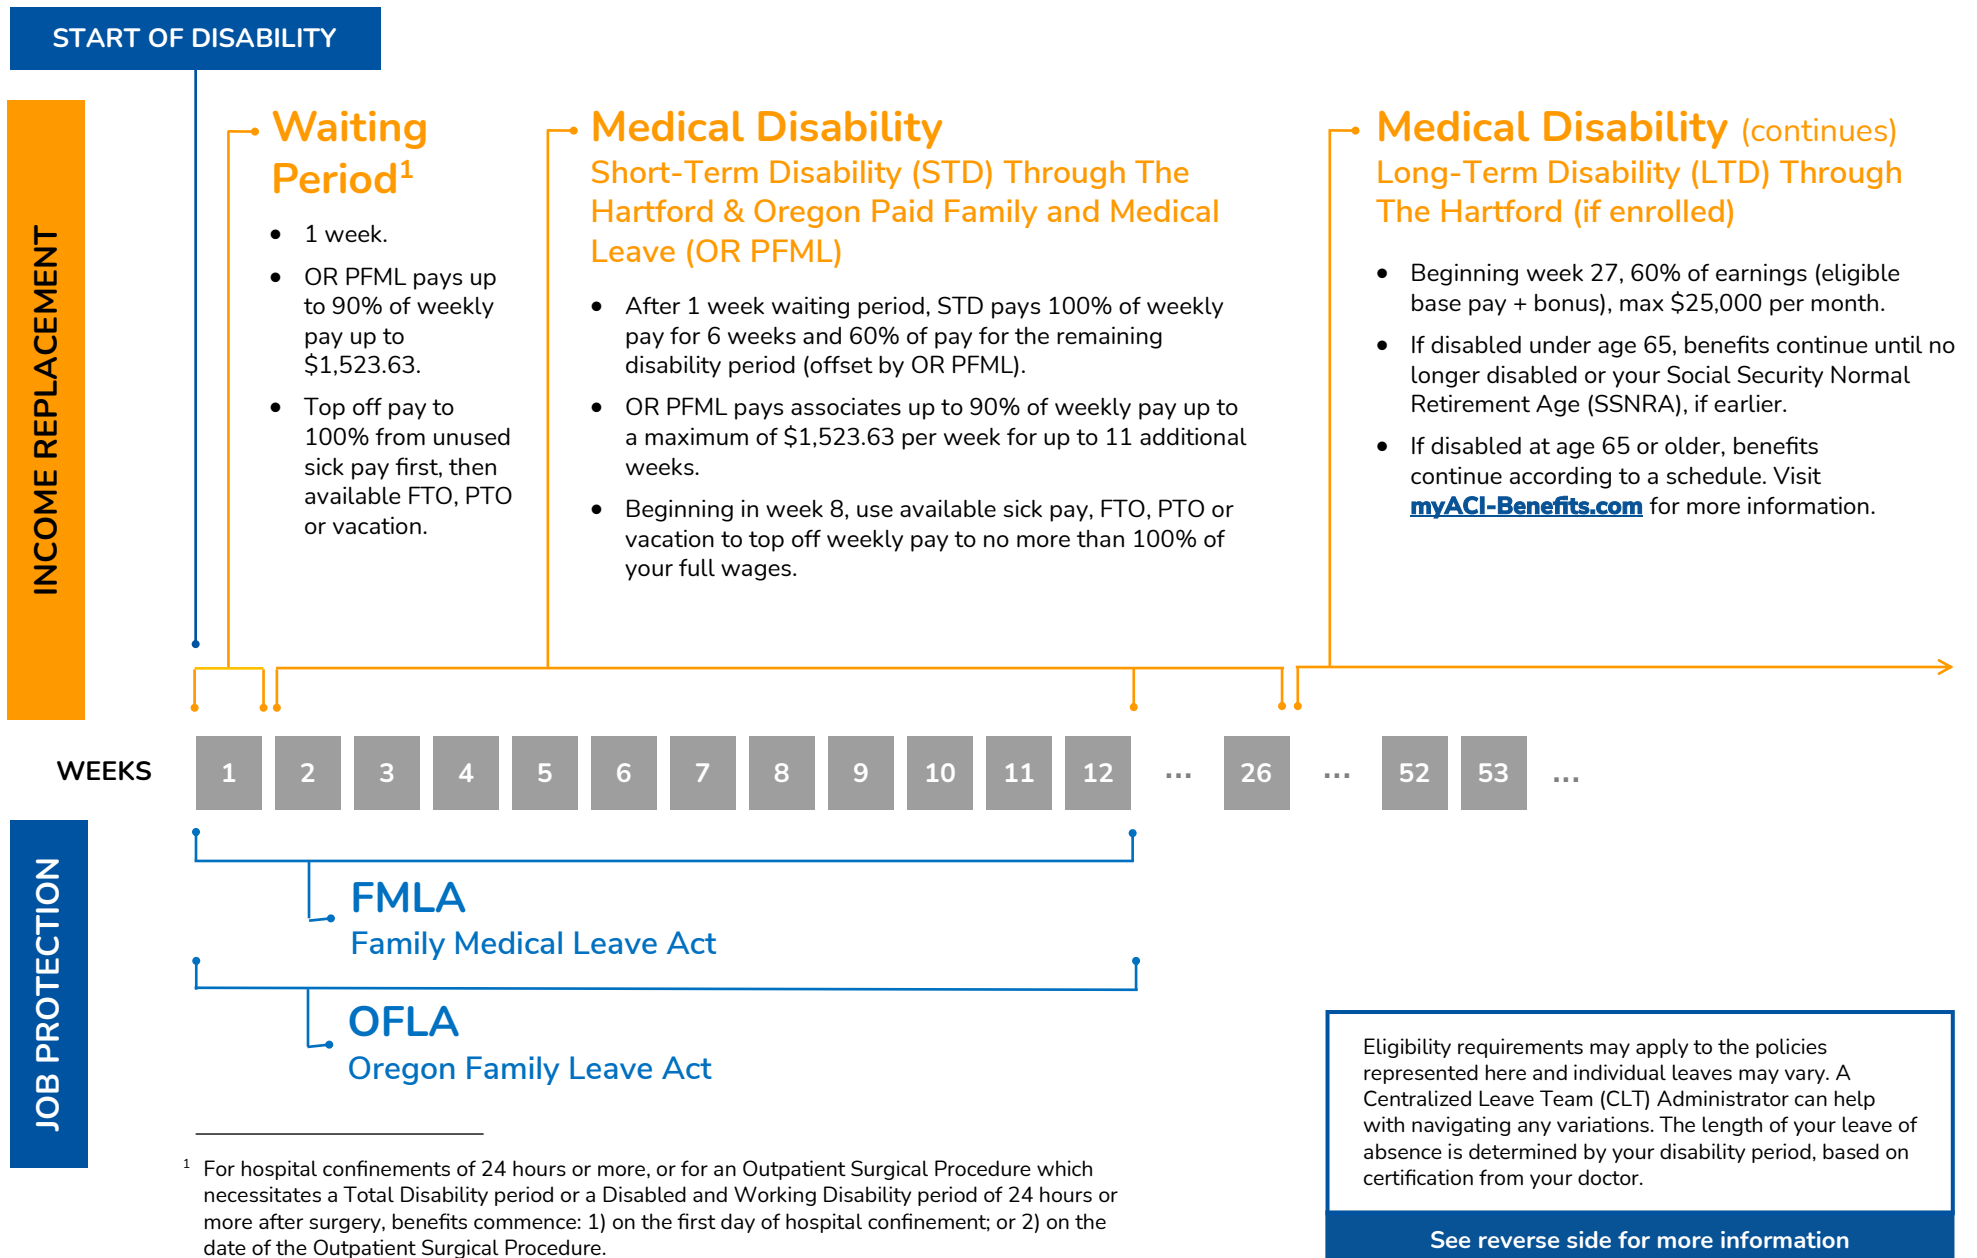 START OF DISABILITY
INCOME REPLACEMENT
Waiting
Period¹
• 1 week.
• OR PFML pays up
to 90% of weekly
pay up to
$1,523.63.
• Top off pay to
100% from unused
sick pay first, then
available FTO, PTO
or vacation.
Medical Disability
Short-Term Disability (STD) Through The
Hartford & Oregon Paid Family and Medical
Leave (OR PFML)
• After 1 week waiting period, STD pays 100% of weekly
pay for 6 weeks and 60% of pay for the remaining
disability period (offset by OR PFML).
• OR PFML pays associates up to 90% of weekly pay up to
a maximum of $1,523.63 per week for up to 11 additional
weeks.
• Beginning in week 8, use available sick pay, FTO, PTO or
vacation to top off weekly pay to no more than 100% of
your full wages.
Medical Disability (continues)
Long-Term Disability (LTD) Through
The Hartford (if enrolled)
• Beginning week 27, 60% of earnings (eligible
base pay + bonus), max $25,000 per month.
• If disabled under age 65, benefits continue until no
longer disabled or your Social Security Normal
Retirement Age (SSNRA), if earlier.
• If disabled at age 65 or older, benefits
continue according to a schedule. Visit
myACI-Benefits.com for more information.
WEEKS 1 2 3 4 5 6 7 8 9 10 11 12 ... 26 ... 52 53 ...
JOB PROTECTION
FMLA
Family Medical Leave Act
OFLA
Oregon Family Leave Act
¹ For hospital confinements of 24 hours or more, or for an Outpatient Surgical Procedure which
necessitates a Total Disability period or a Disabled and Working Disability period of 24 hours or
more after surgery, benefits commence: 1) on the first day of hospital confinement; or 2) on the
date of the Outpatient Surgical Procedure.
Eligibility requirements may apply to the policies
represented here and individual leaves may vary. A
Centralized Leave Team (CLT) Administrator can help
with navigating any variations. The length of your leave of
absence is determined by your disability period, based on
certification from your doctor.
See reverse side for more information